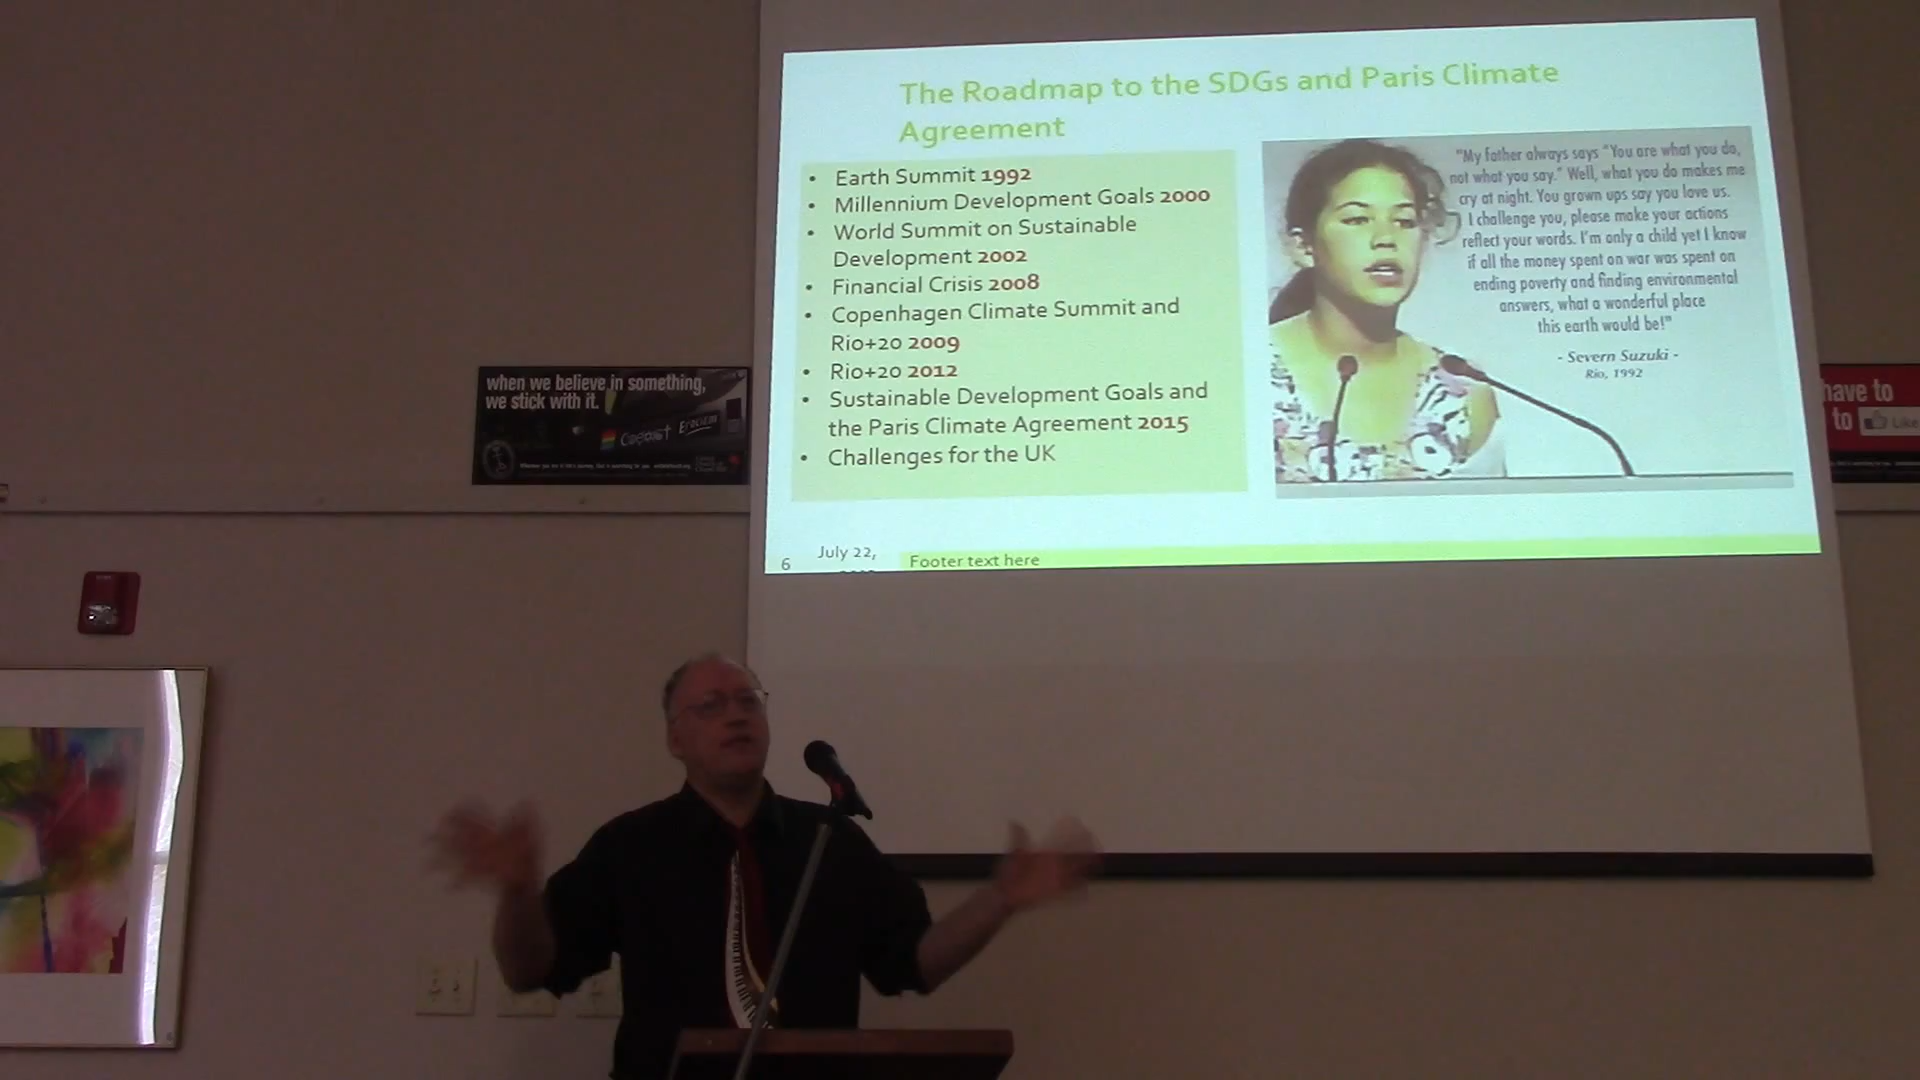 The Roadmap to the SDGs and Paris Climate
Agreement
• Earth Summit 1992
• Millennium Development Goals 2000
• World Summit on Sustainable
Development 2002
• Financial Crisis 2008
• Copenhagen Climate Summit and
Rio+20 2009
• Rio+20 2012
• Sustainable Development Goals and
the Paris Climate Agreement 2015
• Challenges for the UK
"My father always says "You are what you do,
not what you say." Well, what you do makes me
cry at night. You grown ups say you love us.
I challenge you, please make your actions
reflect your words. I'm only a child yet I know
if all the money spent on war was spent on
ending poverty and finding environmental
answers, what a wonderful place
this earth would be!"
- Severn Suzuki -
Rio, 1992
6
July 22,
Footer text here
when we believe in something,
we stick with it.
Coexist
have to
to
Like